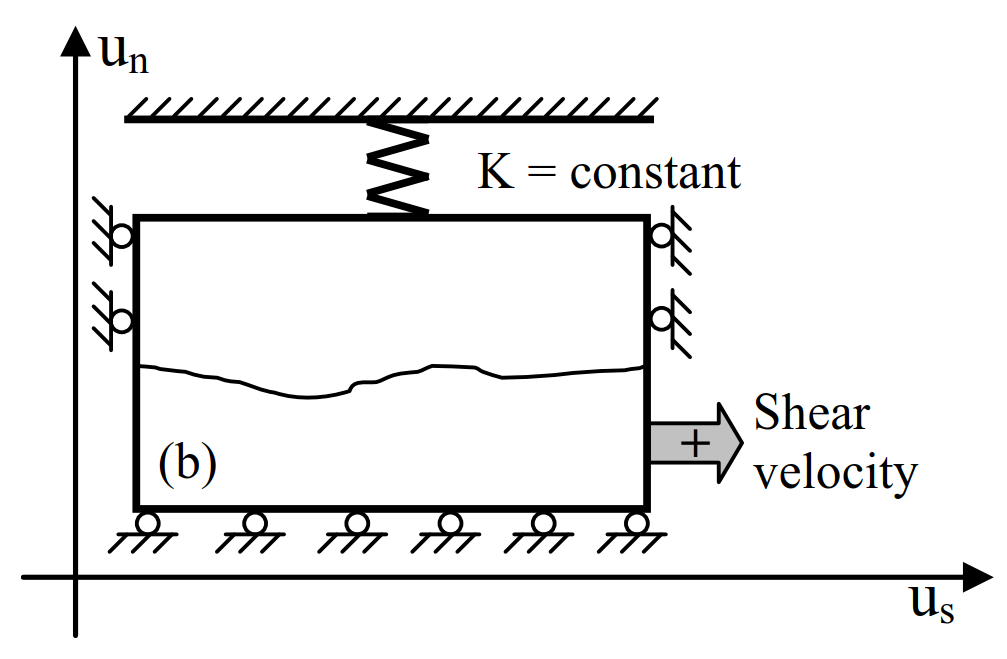 uₙ
K = constant
Shear
velocity
+
(b)
uₛ